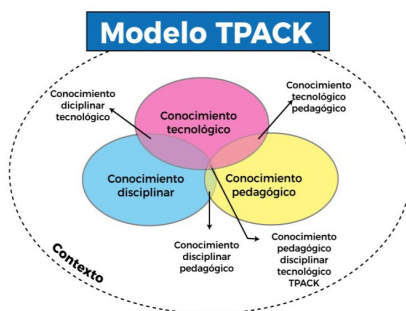 Modelo TPACK
Conocimiento
diciplinar
tecnológico
Conocimiento
tecnológico
pedagógico
Conocimiento
tecnológico
Conocimiento
disciplinar
Conocimiento
pedagógico
Contexto
Conocimiento
disciplinar
pedagógico
Conocimiento
pedagógico
disciplinar
tecnológico
TPACK